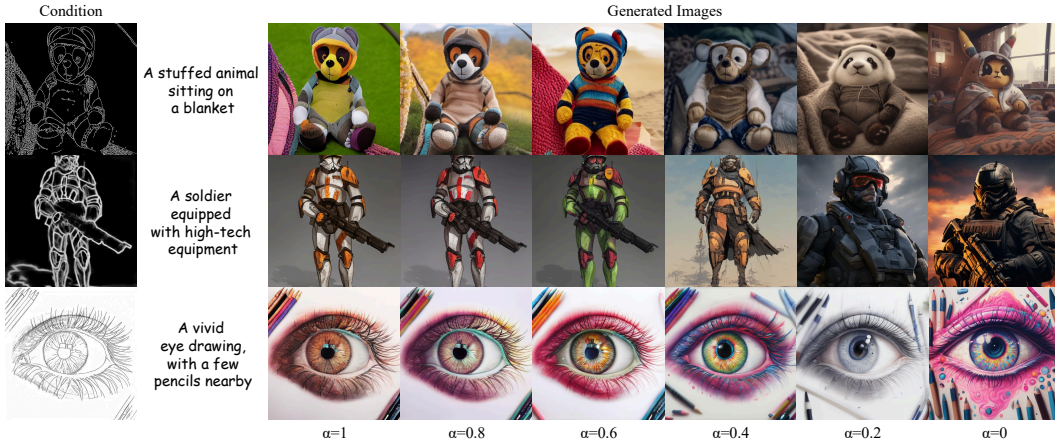 Condition
Generated Images
A stuffed animal
sitting on
a blanket
A soldier
equipped
with high-tech
equipment
A vivid
eye drawing,
with a few
pencils nearby
α=1
α=0.8
α=0.6
α=0.4
α=0.2
α=0